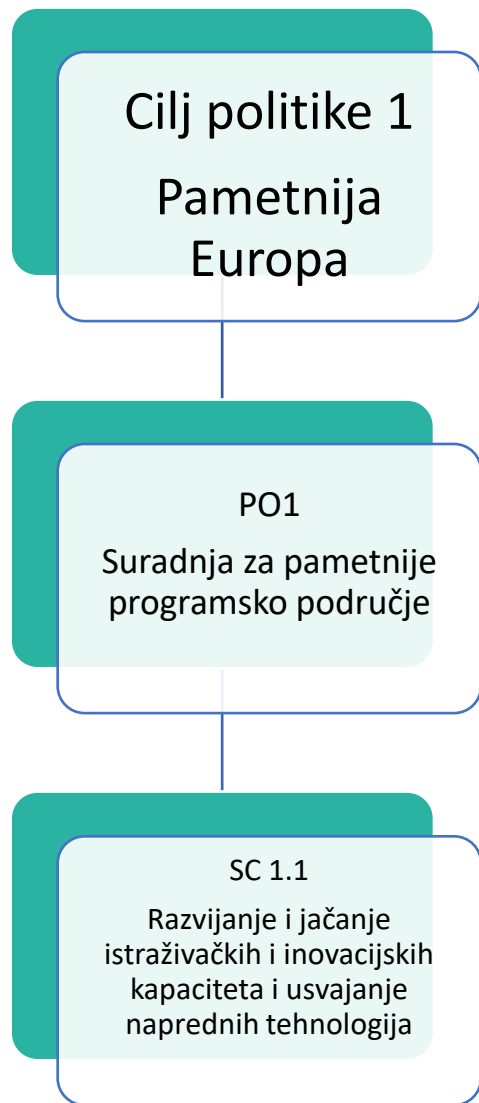 Cilj politike 1
Pametnija
Europa
PO1
Suradnja za pametnije
programsko područje
SC 1.1
Razvijanje i jačanje
istraživačkih i inovacijskih
kapaciteta i usvajanje
naprednih tehnologija